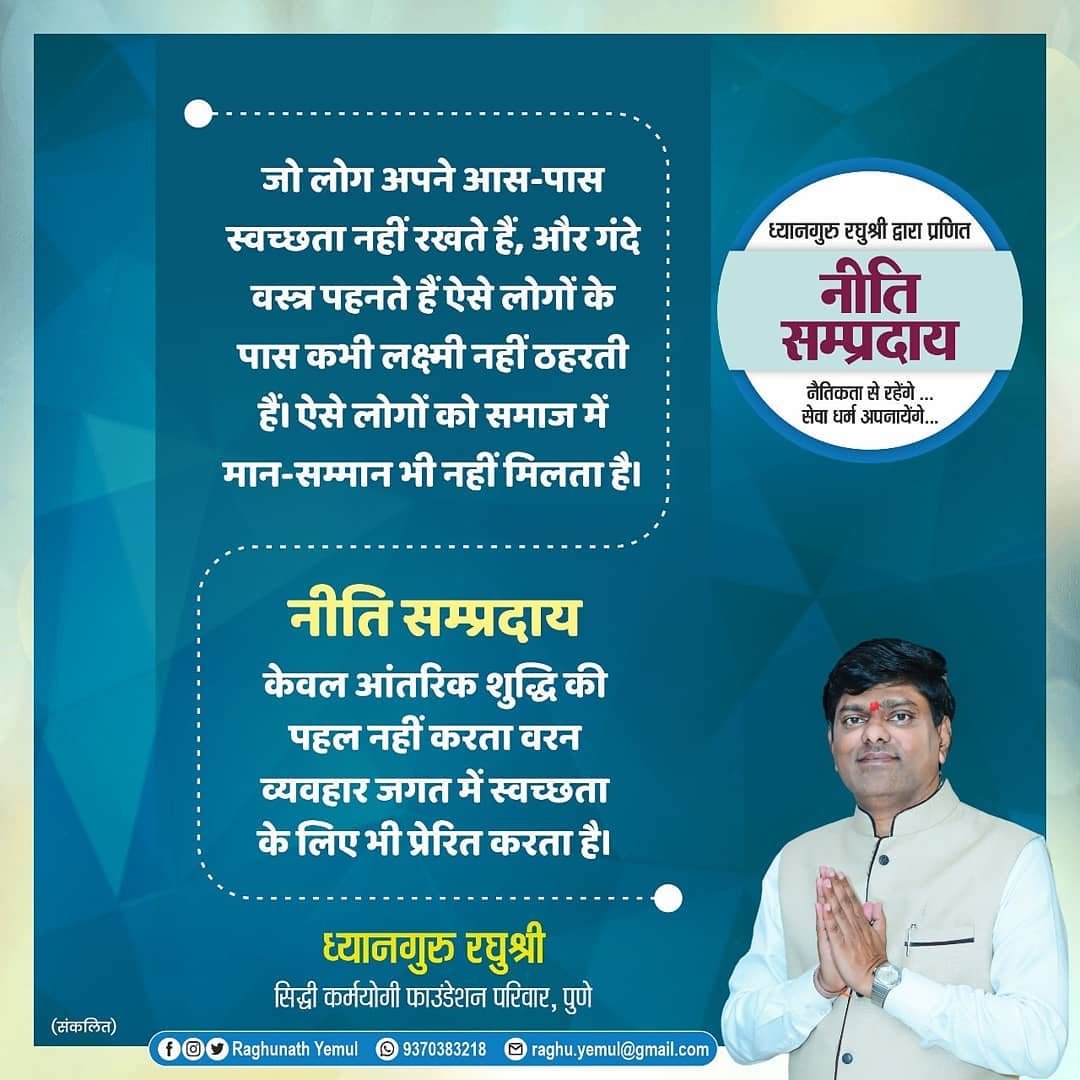 जो लोग अपने आस-पास
स्वच्छता नहीं रखते हैं, और गंदे
वस्त्र पहनते हैं ऐसे लोगों के
पास कभी लक्ष्मी नहीं ठहरती
हैं। ऐसे लोगों को समाज में
मान-सम्मान भी नहीं मिलता है।
ध्यानगुरु रघुश्री द्वारा प्रणित
नीति
सम्प्रदाय
नैतिकता से रहेंगे ...
सेवा धर्म अपनायेंगे...
नीति सम्प्रदाय
केवल आंतरिक शुद्धि की
पहल नहीं करता वरन
व्यवहार जगत में स्वच्छता
के लिए भी प्रेरित करता है।
ध्यानगुरु रघुश्री
सिद्धी कर्मयोगी फाउंडेशन परिवार, पुणे
(संकलित)
Raghunath Yemul 9370383218 raghu.yemul@gmail.com